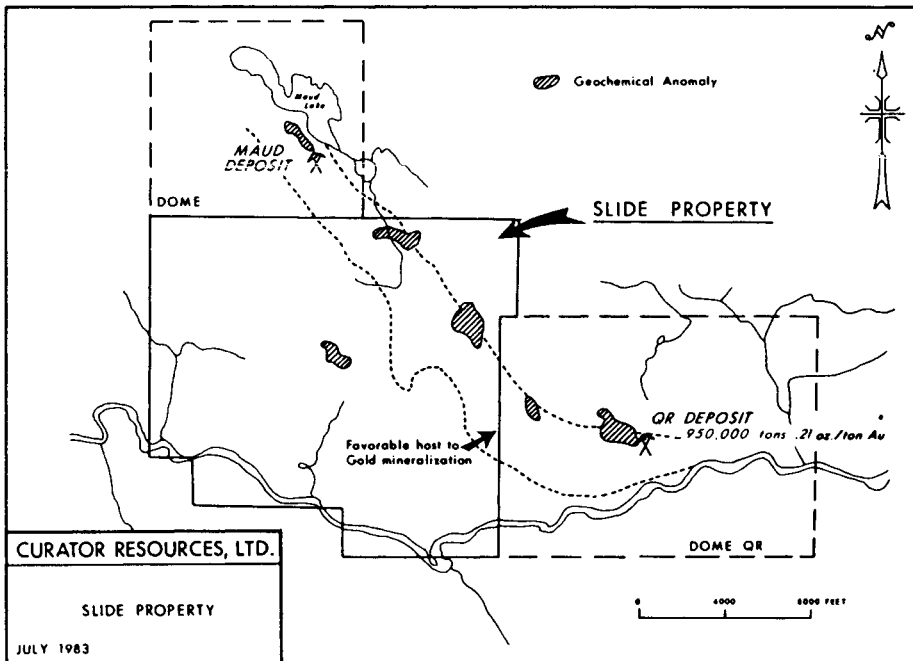 N
Geochemical Anomaly
Maud
Lake
MAUD
DEPOSIT
DOME
SLIDE PROPERTY
QR DEPOSIT
950,000 tons .21 oz./ton Au
Favorable host to
Gold mineralization
DOME QR
CURATOR RESOURCES, LTD.
SLIDE PROPERTY
JULY 1983
0 4000 8000 FEET